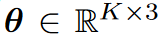 𝜽 ∈ ℝ^{K×3}